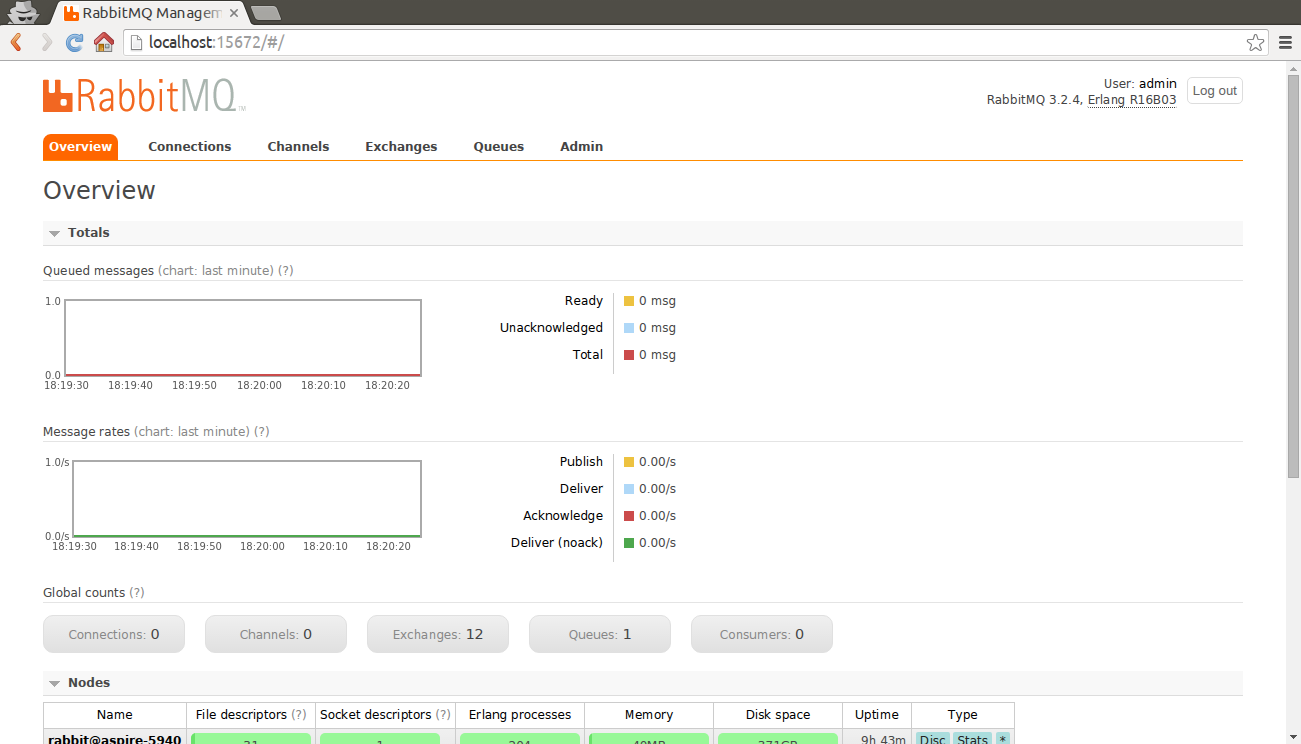 RabbitMQ Managem
localhost:15672/#/
RabbitMQ™
User: admin
RabbitMQ 3.2.4, Erlang R16B03
Log out
Overview Connections Channels Exchanges Queues Admin
Overview
Totals
Queued messages (chart: last minute) (?)
1.0
0.0
18:19:30 18:19:40 18:19:50 18:20:00 18:20:10 18:20:20
Ready 0 msg
Unacknowledged 0 msg
Total 0 msg
Message rates (chart: last minute) (?)
1.0/s
0.0/s
18:19:30 18:19:40 18:19:50 18:20:00 18:20:10 18:20:20
Publish 0.00/s
Deliver 0.00/s
Acknowledge 0.00/s
Deliver (noack) 0.00/s
Global counts (?)
Connections: 0 Channels: 0 Exchanges: 12 Queues: 1 Consumers: 0
Nodes
Name File descriptors (?) Socket descriptors (?) Erlang processes Memory Disk space Uptime Type
rabbit@aspire-5940 31 1 204 40MB 371GB 9h 43m Disc Stats *